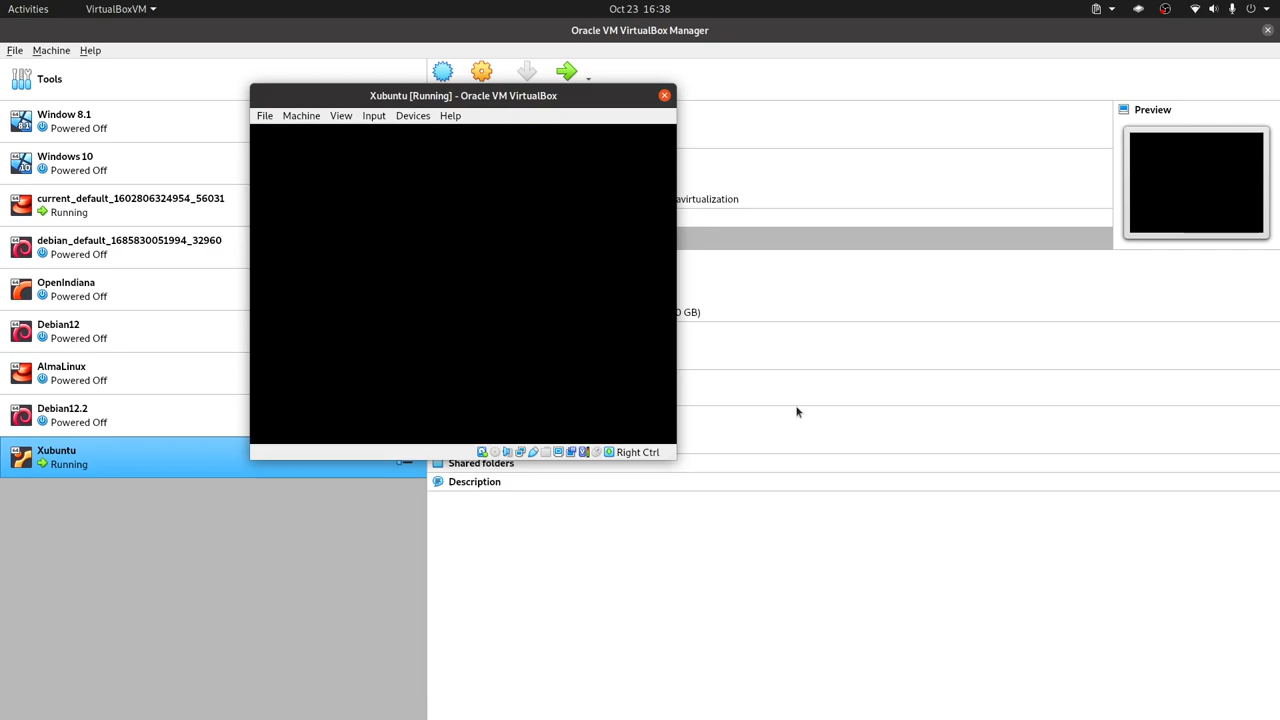 Activities
VirtualBoxVM
Oct 23 16:38
Oracle VM VirtualBox Manager
File Machine Help
Tools
Window 8.1
Powered Off
Windows 10
Powered Off
current_default_1602806324954_56031
Running
debian_default_1685830051994_32960
Powered Off
OpenIndiana
Powered Off
Debian12
Powered Off
AlmaLinux
Powered Off
Debian12.2
Powered Off
Xubuntu
Running
Xubuntu [Running] - Oracle VM VirtualBox
File Machine View Input Devices Help
Right Ctrl
avirtualization
0 GB)
Shared folders
Description
Preview